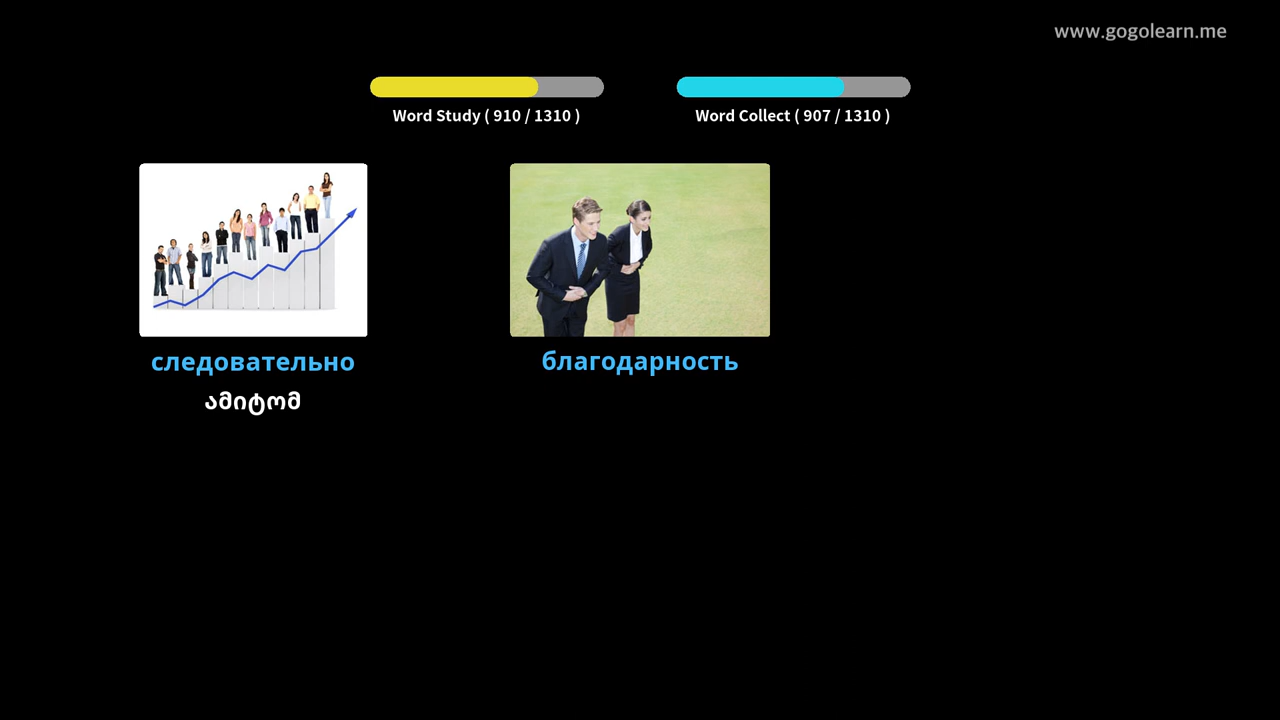 www.gogolearn.me
Word Study ( 910 / 1310 )
Word Collect ( 907 / 1310 )
следовательно
ამიტომ
благодарность